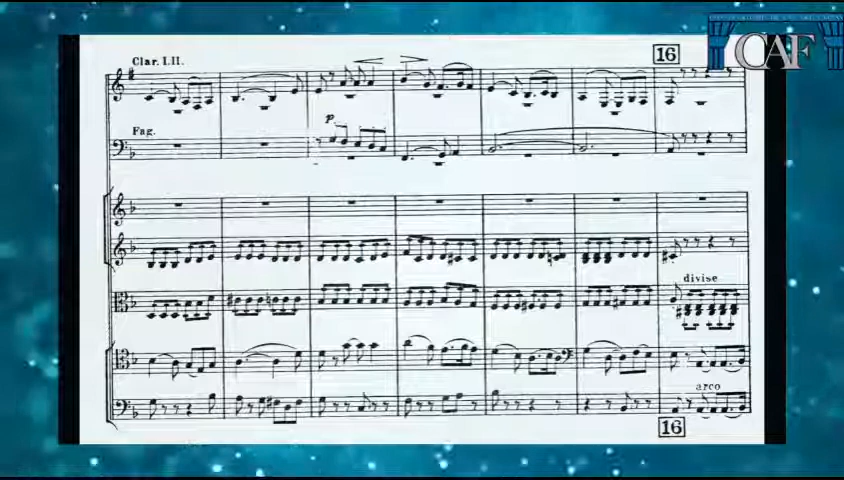 CAF
16
Clar. I.II.
p
Fag.
divise
arco
16